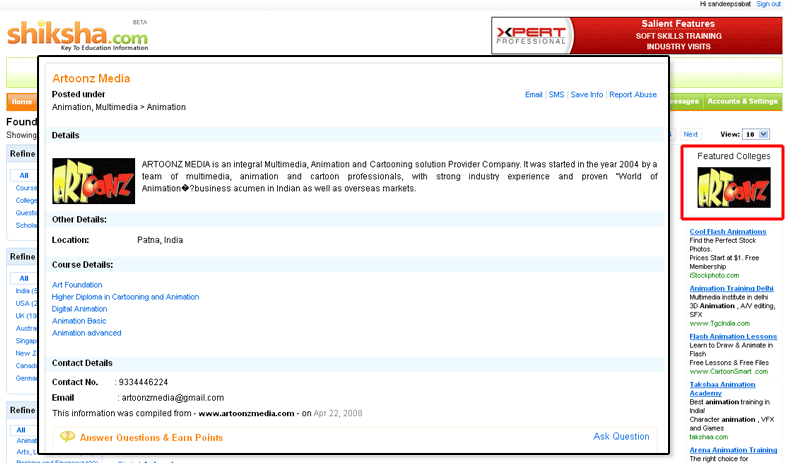 Hi sandeepsabat Sign out
BETA
shiksha.com
Key To Education Information
XPERT
PROFESSIONAL
Salient Features
SOFT SKILLS TRAINING
INDUSTRY VISITS
Home
Accounts & Settings
Found
Showing
Next
View: 10
Refine
All
Course
College
Questi
Schola
Refine
All
India (5
USA (2
UK (19
Austra
Singap
New Z
Canada
Germa
Refine
All
Animat
Arts, L
Artoonz Media
Posted under
Animation, Multimedia > Animation
Email | SMS | Save Info | Report Abuse
Details
ARTOONZ
ARTOONZ MEDIA is an integral Multimedia, Animation and Cartooning solution Provider Company. It was started in the year 2004 by a
team of multimedia, animation and cartoon professionals, with strong industry experience and proven "World of
Animation�?business acumen in Indian as well as overseas markets.
Other Details:
Location: Patna, India
Course Details:
Art Foundation
Higher Diploma in Cartooning and Animation
Digital Animation
Animation Basic
Animation advanced
Contact Details
Contact No. : 9334446224
Email : artoonzmedia@gmail.com
This information was compiled from - www.artoonzmedia.com - on Apr 22, 2008
Answer Questions & Earn Points
Ask Question
Featured Colleges
ARTOONZ
Cool Flash Animations
Find the Perfect Stock
Photos.
Prices Start at $1. Free
Membership
iStockphoto.com
Animation Training Delhi
Multimedia institute in delhi
3D Animation , A/V editing,
SFX
www.TgcIndia.com
Flash Animation Lessons
Learn to Draw & Animate in
Flash
Free Lessons & Free Files
www.CartoonSmart .com
Takshaa Animation
Academy
Best animation training in
India!
Character animation , VFX
and Games
takshaa.com
Arena Animation Training
The right choice for